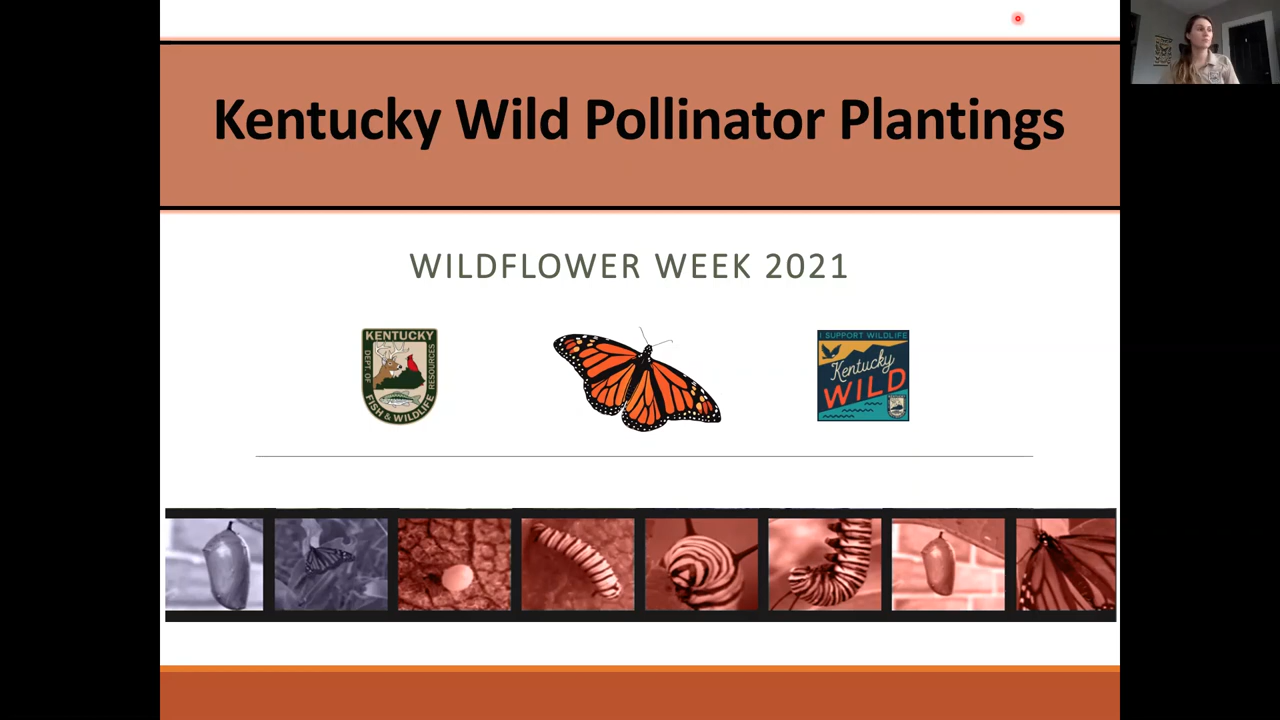 Kentucky Wild Pollinator Plantings
WILDFLOWER WEEK 2021
KENTUCKY
DEPT. OF
FISH & WILDLIFE
RESOURCES
I SUPPORT WILDLIFE
Kentucky
WILD